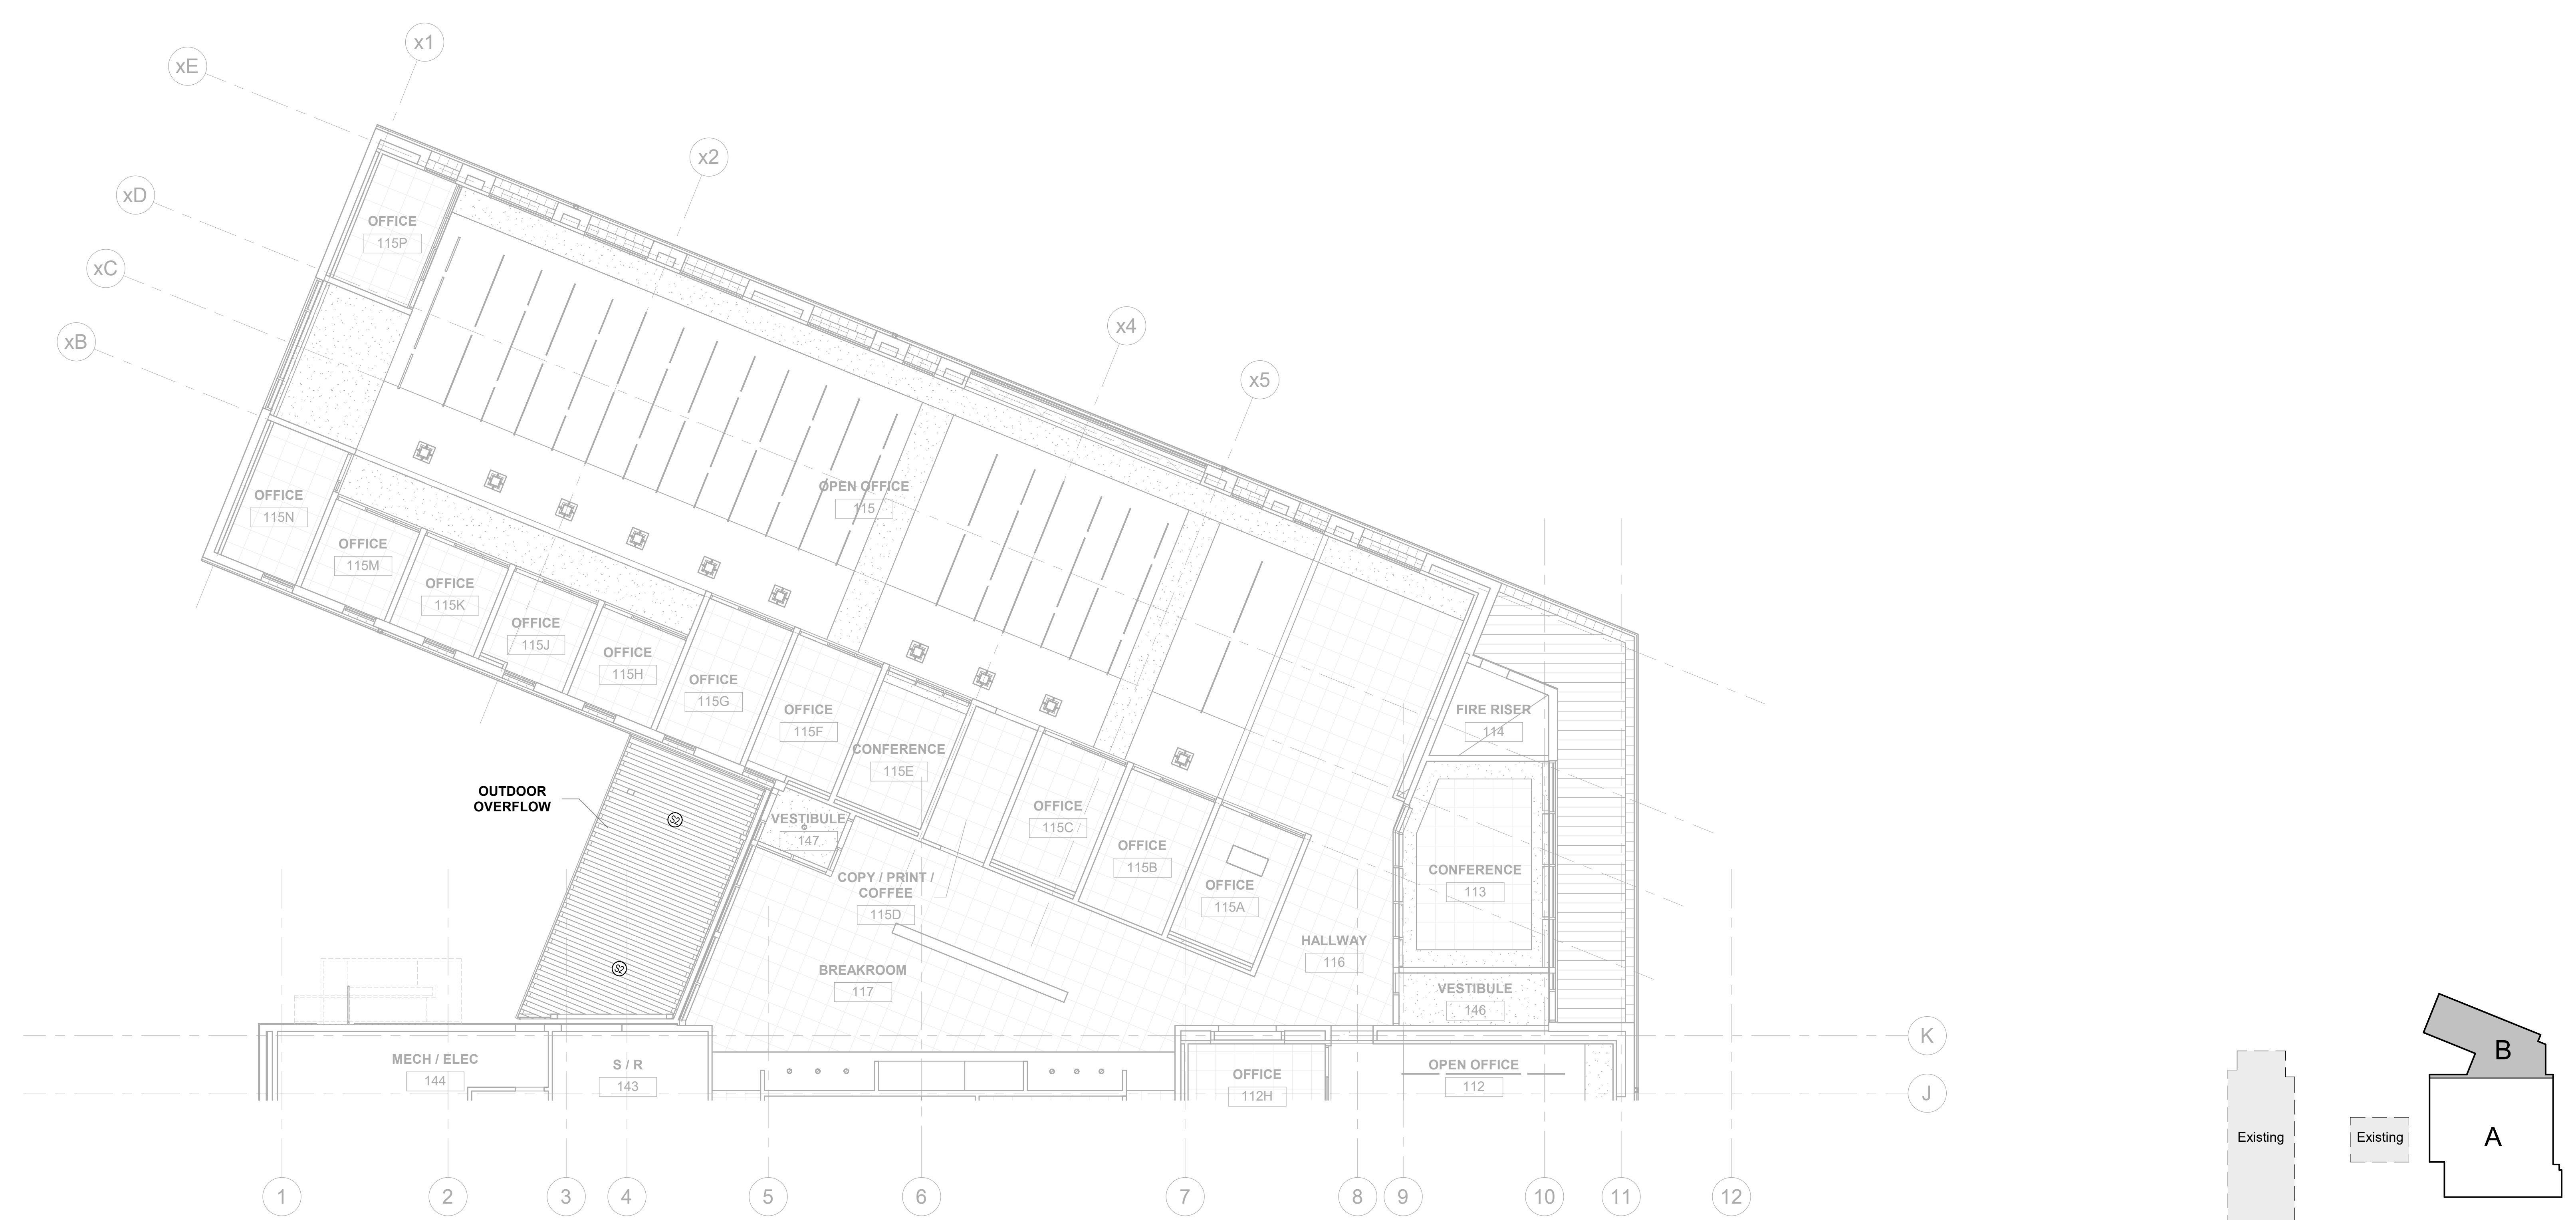 x1
xE
x2
xD
xC
xB
x4
x5
OFFICE
115P
OPEN OFFICE
115
OFFICE
115N
OFFICE
115M
OFFICE
115K
OFFICE
115J
OFFICE
115H
OFFICE
115G
OFFICE
115F
CONFERENCE
115E
FIRE RISER
114
OUTDOOR
OVERFLOW
S2
S2
VESTIBULE
147
OFFICE
115C
OFFICE
115B
OFFICE
115A
COPY / PRINT /
COFFEE
115D
CONFERENCE
113
HALLWAY
116
BREAKROOM
117
VESTIBULE
146
MECH / ELEC
144
S / R
143
OFFICE
112H
OPEN OFFICE
112
K
J
1
2
3
4
5
6
7
8
9
10
11
12
B
A
Existing
Existing